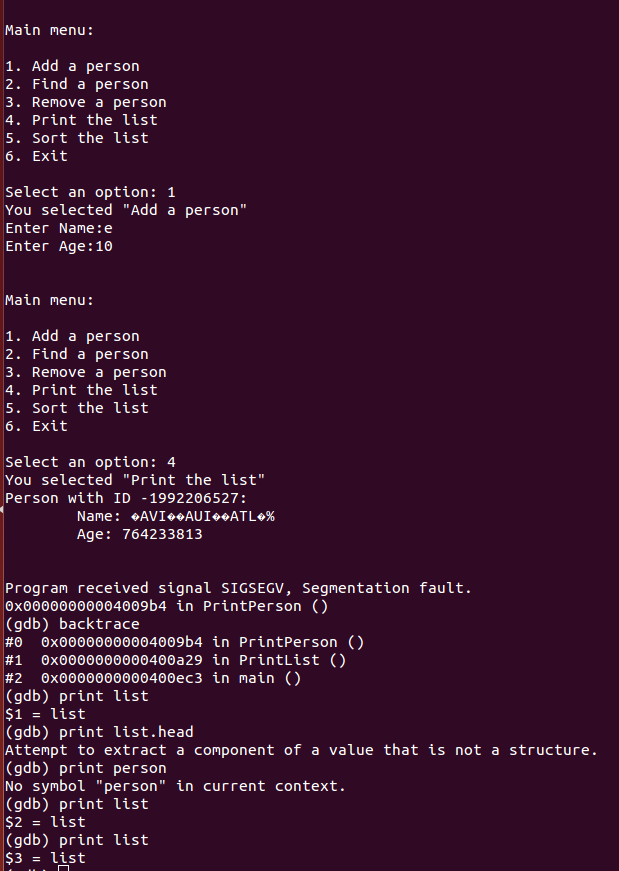 Main menu:
1. Add a person
2. Find a person
3. Remove a person
4. Print the list
5. Sort the list
6. Exit
Select an option: 1
You selected "Add a person"
Enter Name:e
Enter Age:10
Main menu:
1. Add a person
2. Find a person
3. Remove a person
4. Print the list
5. Sort the list
6. Exit
Select an option: 4
You selected "Print the list"
Person with ID -1992206527:
Name: �AVI��AUI��ATL�%
Age: 764233813
Program received signal SIGSEGV, Segmentation fault.
0x00000000004009b4 in PrintPerson ()
(gdb) backtrace
#0  0x00000000004009b4 in PrintPerson ()
#1  0x0000000000400a29 in PrintList ()
#2  0x0000000000400ec3 in main ()
(gdb) print list
$1 = list
(gdb) print list.head
Attempt to extract a component of a value that is not a structure.
(gdb) print person
No symbol "person" in current context.
(gdb) print list
$2 = list
(gdb) print list
$3 = list